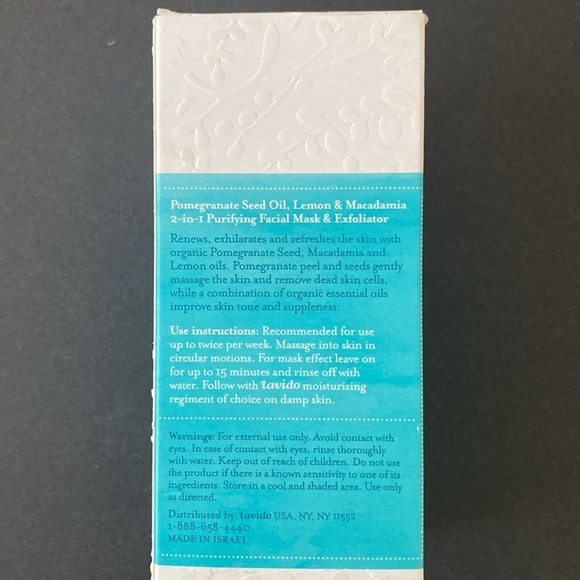 Pomegranate Seed Oil, Lemon & Macadamia
2-in-1 Purifying Facial Mask & Exfoliator
Renews, exhilarates and refreshes the skin with
organic Pomegranate Seed, Macadamia and
Lemon oils. Pomegranate peel and seeds gently
massage the skin and remove dead skin cells,
while a combination of organic essential oils
improve skin tone and suppleness.
Use instructions: Recommended for use
up to twice per week. Massage into skin in
circular motions. For mask effect leave on
for up to 15 minutes and rinse off with
water. Follow with Lavido moisturizing
regiment of choice on damp skin.
Warnings: For external use only. Avoid contact with
eyes. In case of contact with eyes, rinse thoroughly
with water. Keep out of reach of children. Do not use
the product if there is a known sensitivity to one of its
ingredients. Store in a cool and shaded area. Use only
as directed.
Distributed by: Lavido USA, NY, NY 11552
1-888-658-4440
MADE IN ISRAEL